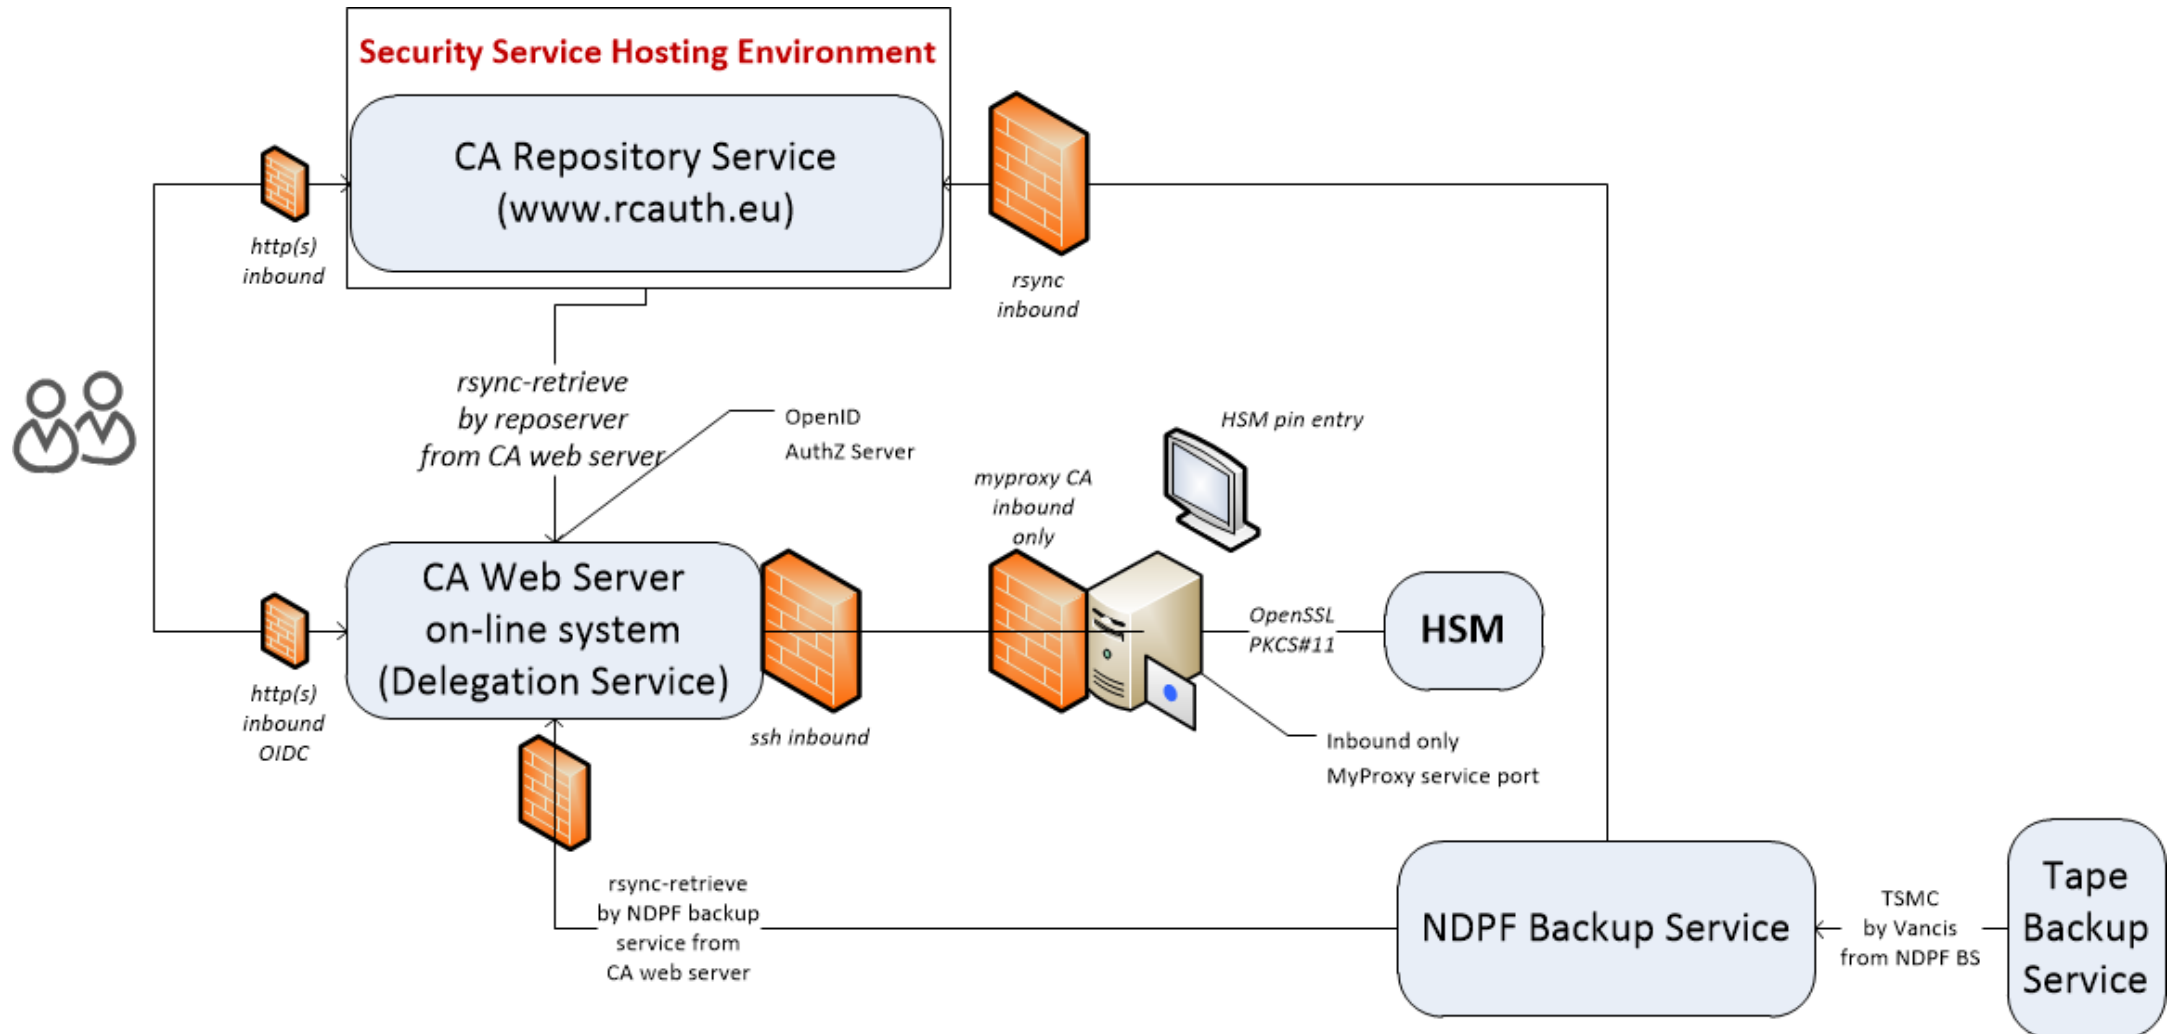 Security Service Hosting Environment
CA Repository Service
(www.rcauth.eu)
http(s)
inbound
rsync
inbound
rsync-retrieve
by reposerver
from CA web server
OpenID
AuthZ Server
HSM pin entry
myproxy CA
inbound
only
CA Web Server
on-line system
(Delegation Service)
OpenSSL
PKCS#11
HSM
http(s)
inbound
OIDC
ssh inbound
Inbound only
MyProxy service port
rsync-retrieve
by NDPF backup
service from
CA web server
NDPF Backup Service
TSMC
by Vancis
from NDPF BS
Tape
Backup
Service